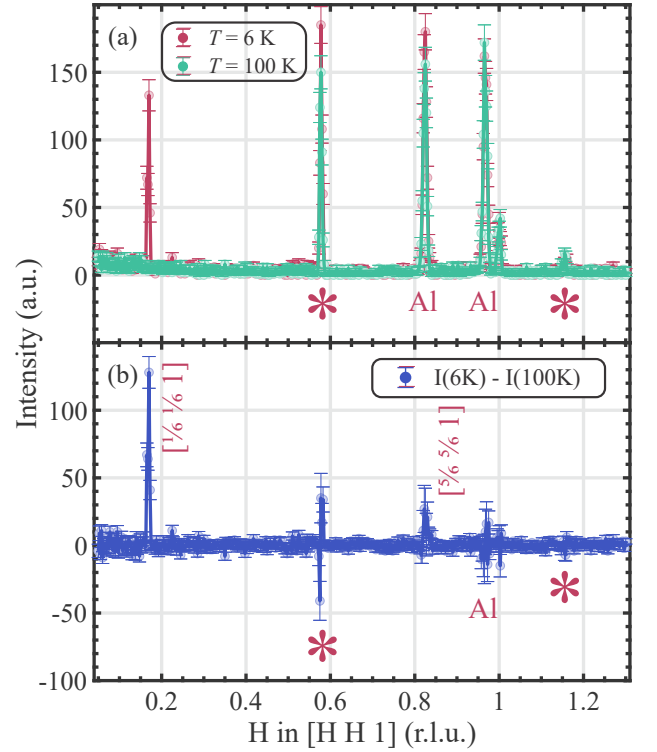 (a)
T = 6 K
T = 100 K
150
100
50
0
* Al Al *
Intensity (a.u.)
(b)
I(6K) - I(100K)
[⅙ ⅙ 1]
[⅚ ⅚ 1]
100
50
0
-50
-100
Al *
*
0.2 0.4 0.6 0.8 1 1.2
H in [H H 1] (r.l.u.)